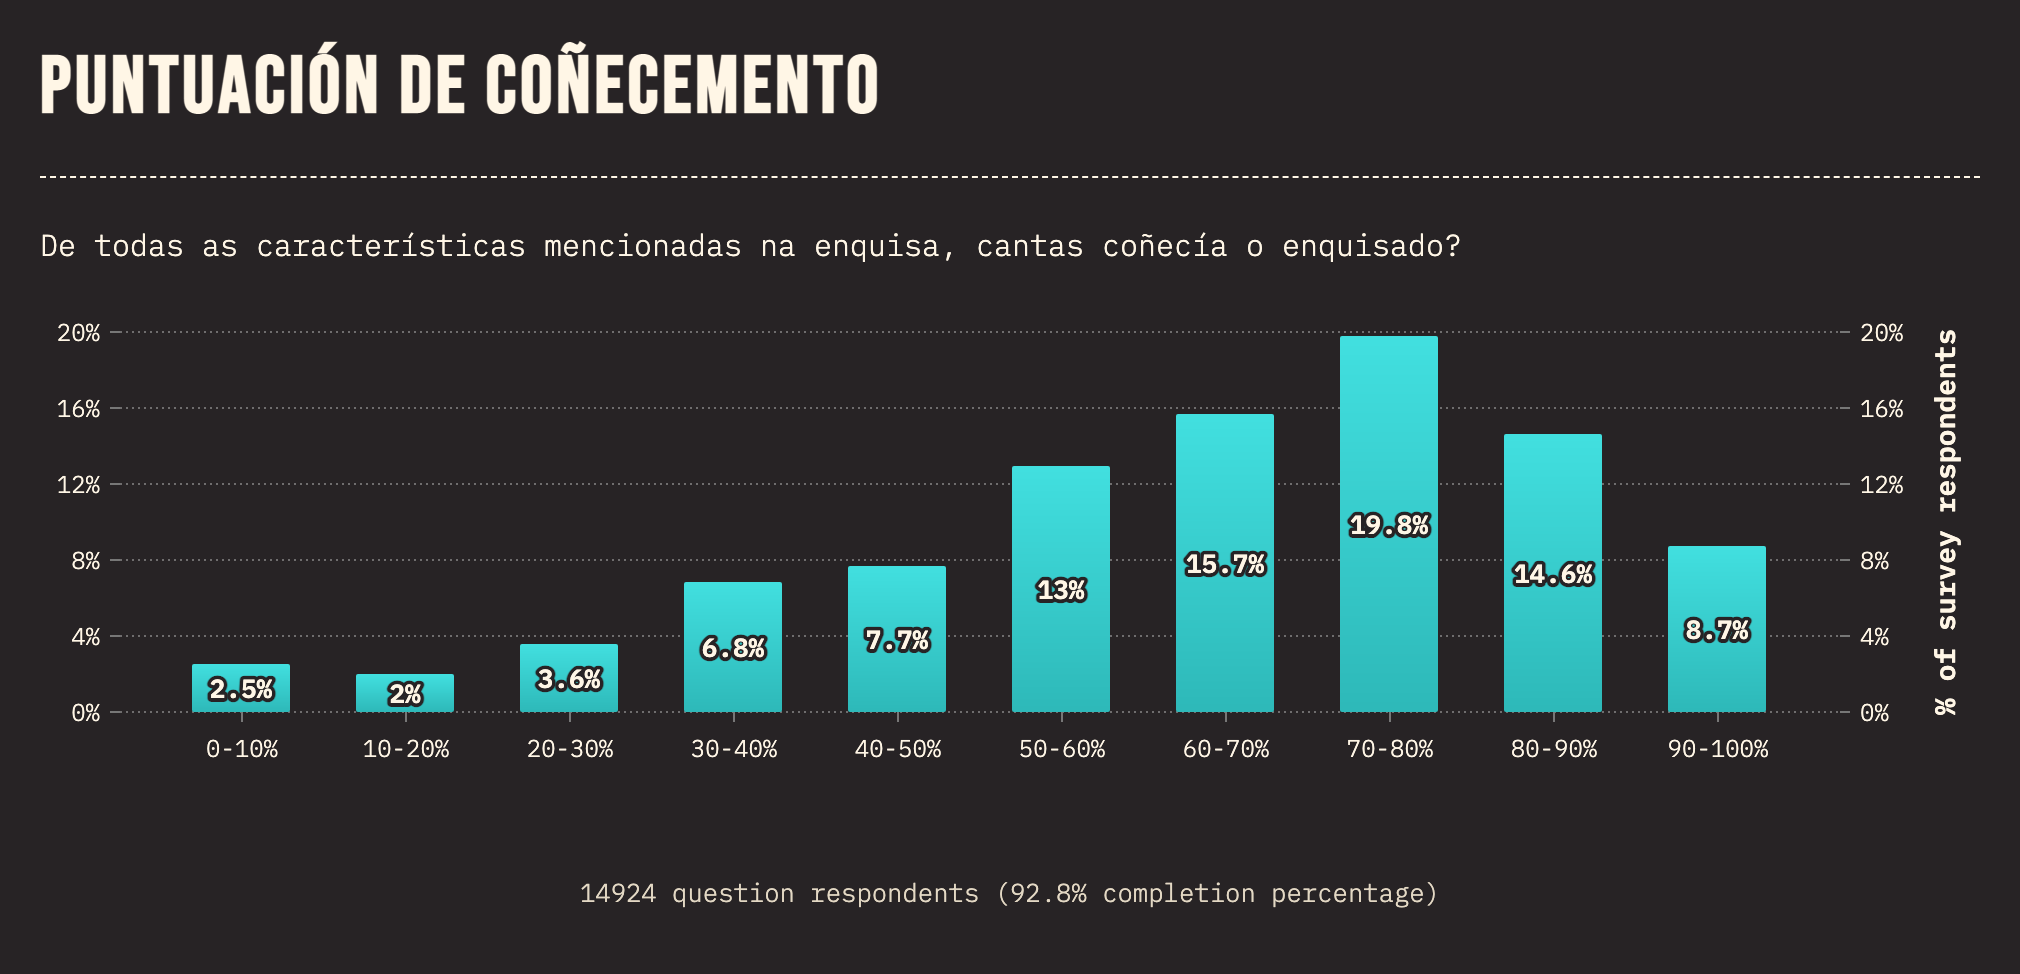 PUNTUACIÓN DE COÑECEMENTO
De todas as características mencionadas na enquisa, cantas coñecía o enquisado?
20% 20%
16% 16%
12% 12%
8% 8%
4% 4%
0% 0%
2.5% 2% 3.6% 6.8% 7.7% 13% 15.7% 19.8% 14.6% 8.7%
0-10% 10-20% 20-30% 30-40% 40-50% 50-60% 60-70% 70-80% 80-90% 90-100%
% of survey respondents
14924 question respondents (92.8% completion percentage)